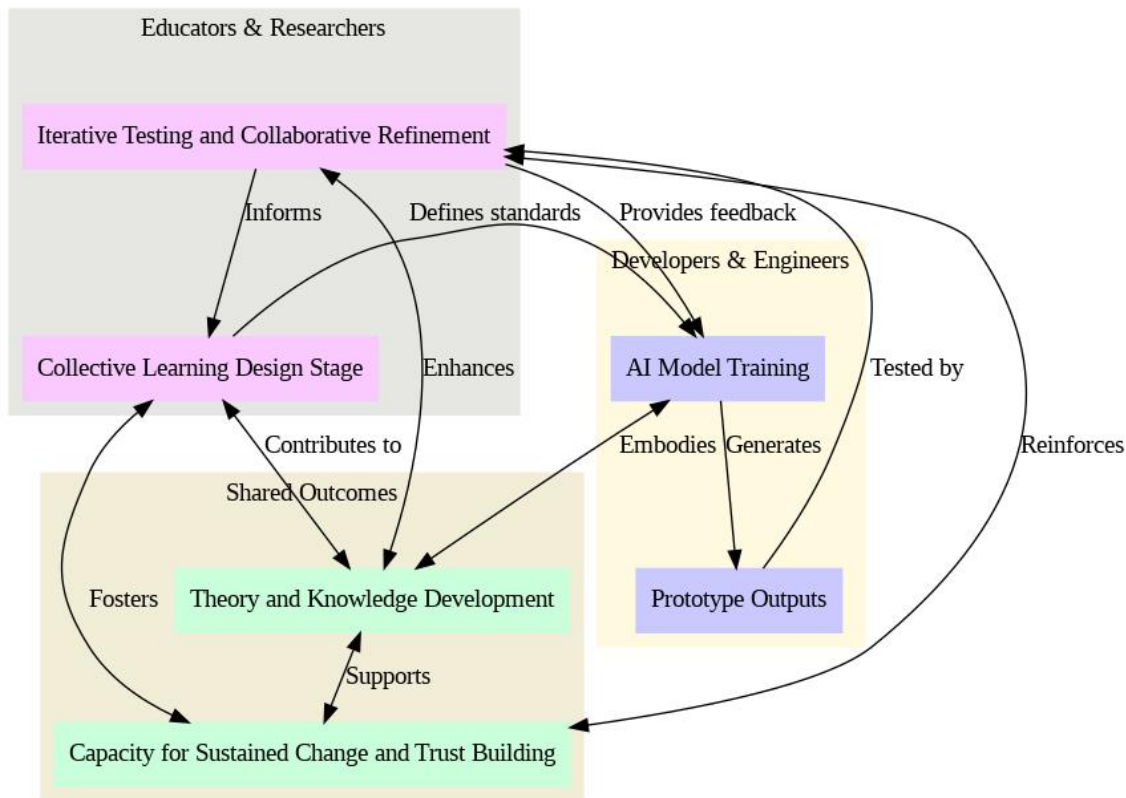 Educators & Researchers
Iterative Testing and Collaborative Refinement
Informs
Defines standards
Provides feedback
Developers & Engineers
Collective Learning Design Stage
Enhances
AI Model Training
Tested by
Contributes to
Embodies
Generates
Reinforces
Shared Outcomes
Fosters
Theory and Knowledge Development
Prototype Outputs
Supports
Capacity for Sustained Change and Trust Building